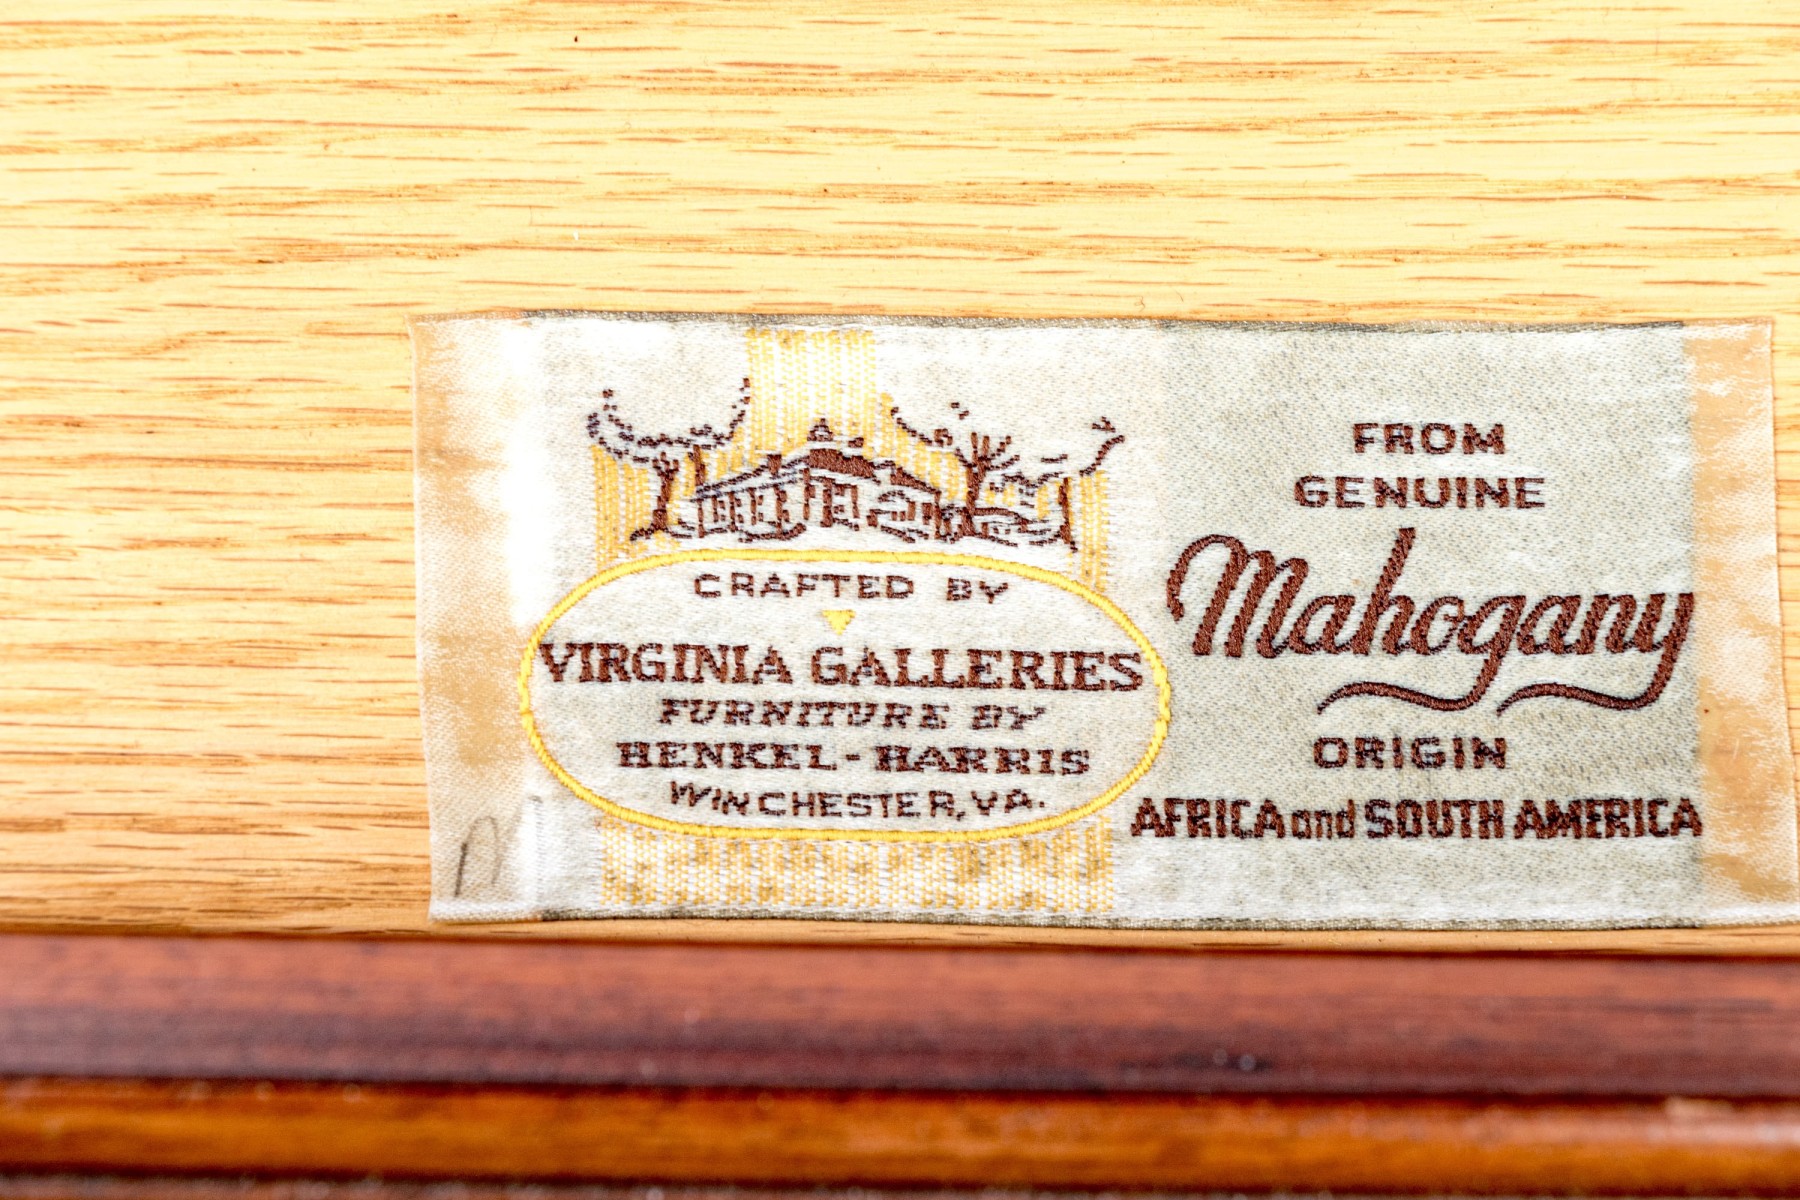 CRAFTED BY
VIRGINIA GALLERIES
FURNITURE BY
HENKEL-HARRIS
WINCHESTER, VA.
FROM
GENUINE
Mahogany
ORIGIN
AFRICA and SOUTH AMERICA